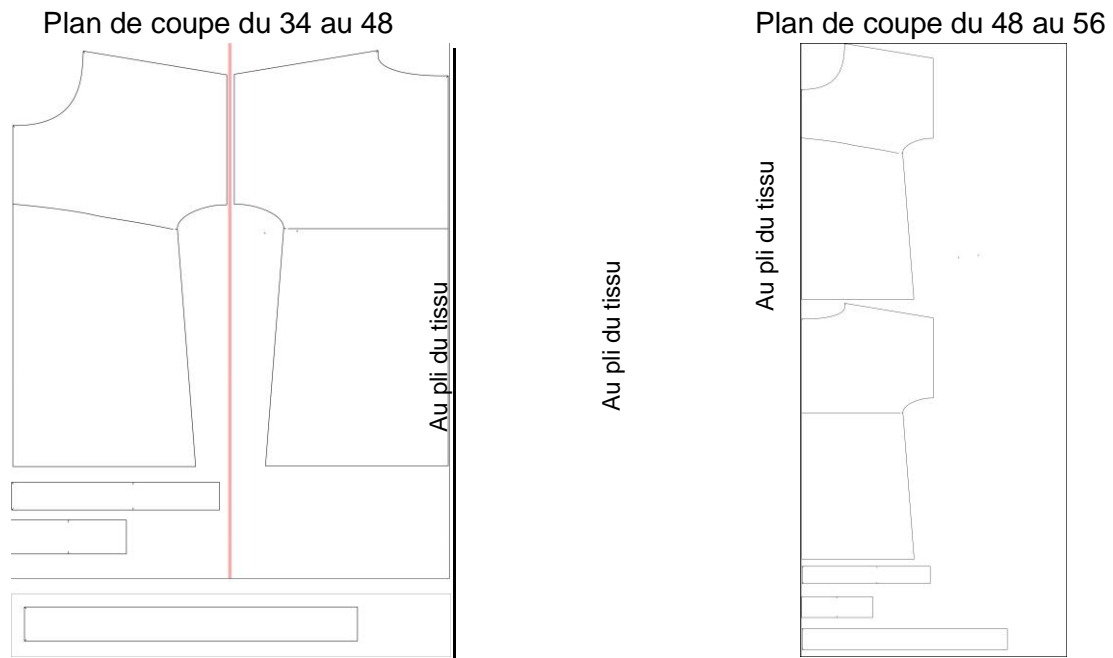 Plan de coupe du 34 au 48
Plan de coupe du 48 au 56
Au pli du tissu
Au pli du tissu
Au pli du tissu